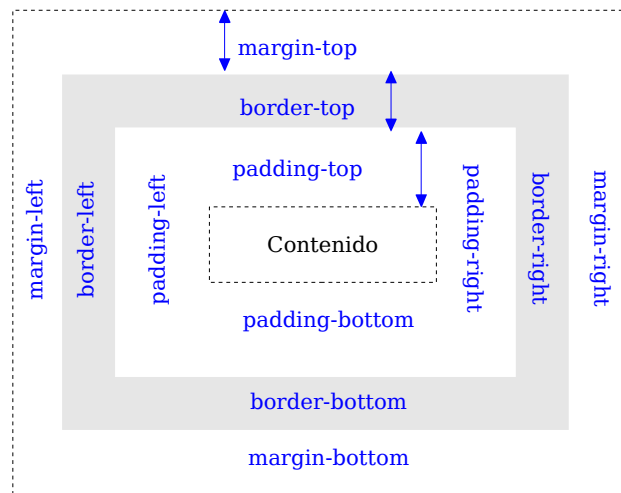 margin-top
border-top
padding-top
margin-left
border-left
padding-left
Contenido
padding-right
border-right
margin-right
padding-bottom
border-bottom
margin-bottom